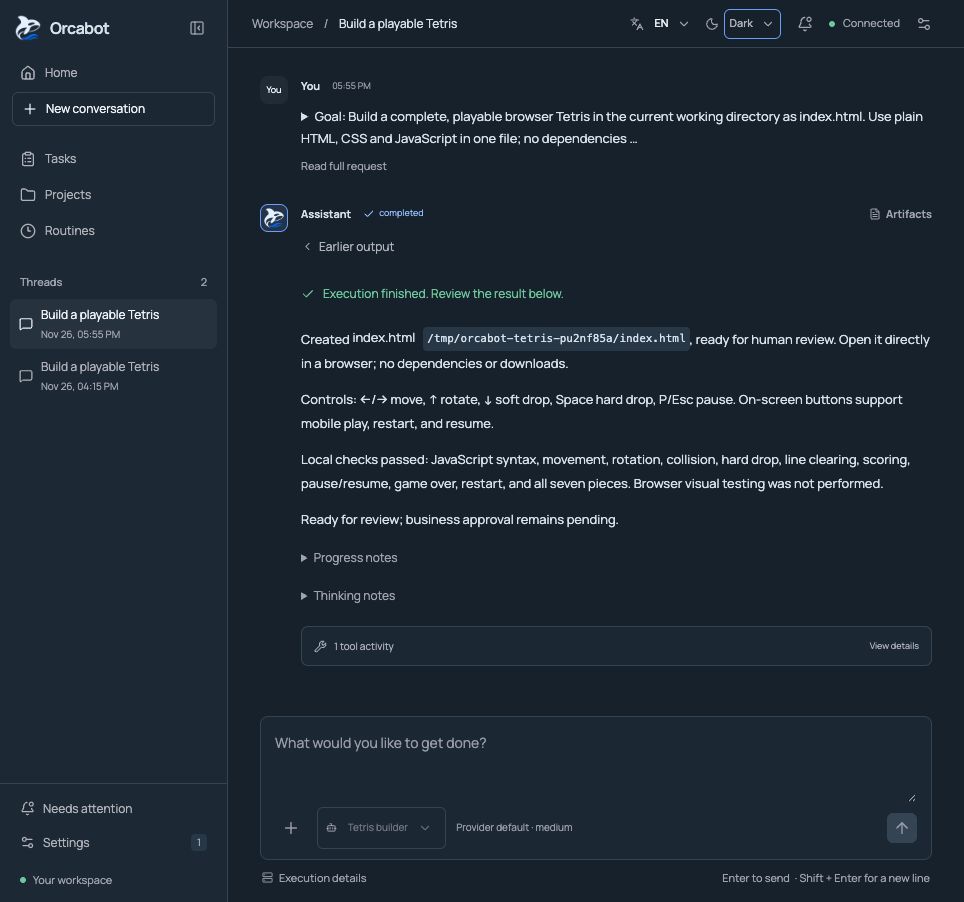 Orcabot
Home
New conversation
Tasks
Projects
Routines
Threads 2
Build a playable Tetris
Nov 26, 05:55 PM
Build a playable Tetris
Nov 26, 04:15 PM
Needs attention
Settings 1
Your workspace
Workspace / Build a playable Tetris
EN
Dark
Connected
You
You 05:55 PM
Goal: Build a complete, playable browser Tetris in the current working directory as index.html. Use plain
HTML, CSS and JavaScript in one file; no dependencies …
Read full request
Assistant completed
Artifacts
Earlier output
Execution finished. Review the result below.
Created index.html /tmp/orcabot-tetris-pu2nf85a/index.html, ready for human review. Open it directly
in a browser; no dependencies or downloads.
Controls: ←/→ move, ↑ rotate, ↓ soft drop, Space hard drop, P/Esc pause. On-screen buttons support
mobile play, restart, and resume.
Local checks passed: JavaScript syntax, movement, rotation, collision, hard drop, line clearing, scoring,
pause/resume, game over, restart, and all seven pieces. Browser visual testing was not performed.
Ready for review; business approval remains pending.
Progress notes
Thinking notes
1 tool activity View details
What would you like to get done?
Tetris builder
Provider default · medium
Execution details
Enter to send · Shift + Enter for a new line